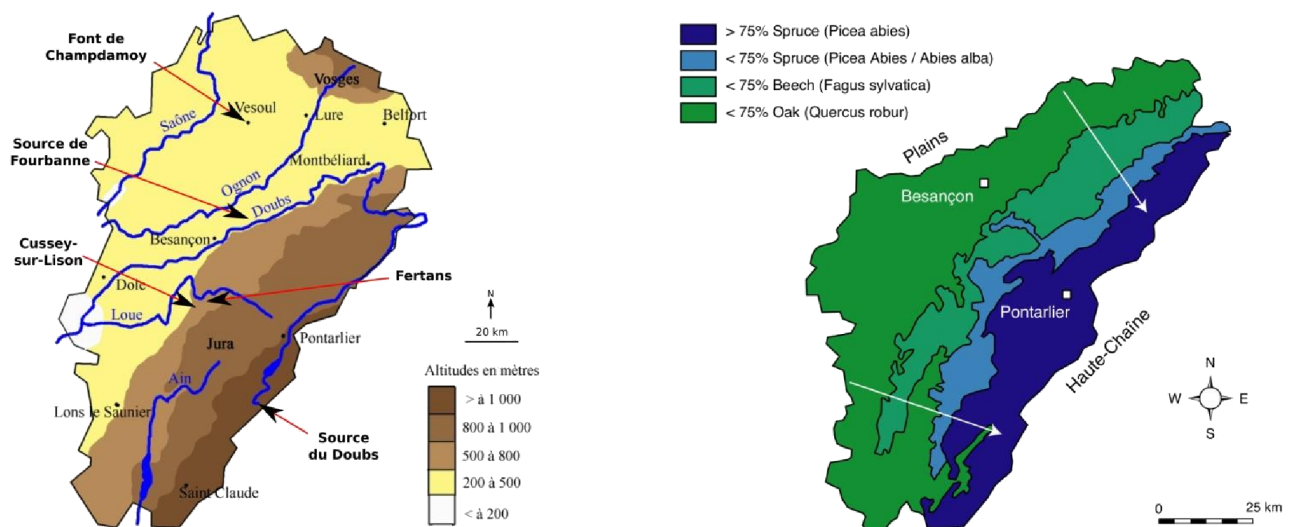 Font de
Champdamoy
Vosges
Saône
Vesoul
Lure
Belfort
Source de
Fourbanne
Montbéliard
Ognon
Doubs
Besançon
Cussey-
sur-Lison
Dole
Fertans
Loue
N
20 km
Jura
Pontarlier
Ain
Altitudes en mètres
> à 1 000
800 à 1 000
500 à 800
200 à 500
< à 200
Lons le Saunier
Source
du Doubs
Saint Claude
> 75% Spruce (Picea abies)
< 75% Spruce (Picea Abies / Abies alba)
< 75% Beech (Fagus sylvatica)
< 75% Oak (Quercus robur)
Plains
Besançon
Pontarlier
Haute-Chaîne
N
W E
S
0 25 km